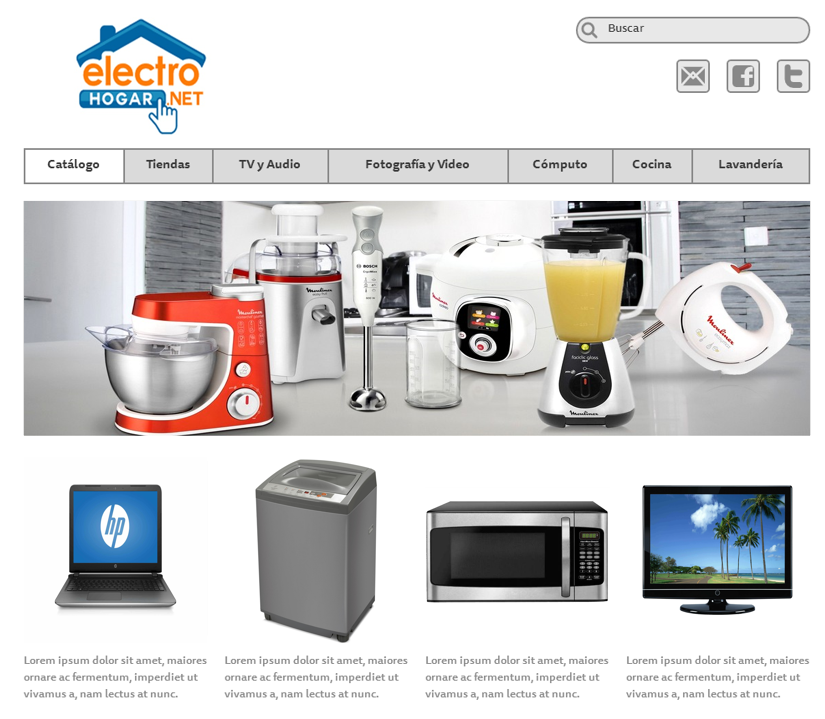 electro
HOGAR .NET
Buscar
Catálogo Tiendas TV y Audio Fotografía y Video Cómputo Cocina Lavandería
BOSCH
Moulinex
Moulinex
hp
Lorem ipsum dolor sit amet, maiores
ornare ac fermentum, imperdiet ut
vivamus a, nam lectus at nunc.
Lorem ipsum dolor sit amet, maiores
ornare ac fermentum, imperdiet ut
vivamus a, nam lectus at nunc.
Lorem ipsum dolor sit amet, maiores
ornare ac fermentum, imperdiet ut
vivamus a, nam lectus at nunc.
Lorem ipsum dolor sit amet, maiores
ornare ac fermentum, imperdiet ut
vivamus a, nam lectus at nunc.